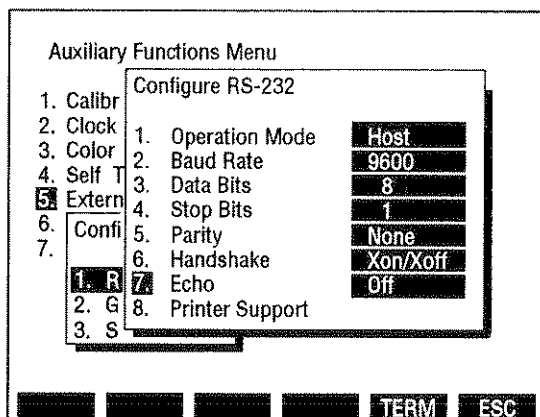 Auxiliary Functions Menu
1. Calibr
2. Clock
3. Color
4. Self T
5. Extern
6.
7.
Confi
1. R
2. G
3. S
Configure RS-232
1. Operation Mode Host
2. Baud Rate 9600
3. Data Bits 8
4. Stop Bits 1
5. Parity None
6. Handshake Xon/Xoff
7. Echo Off
8. Printer Support
TERM ESC